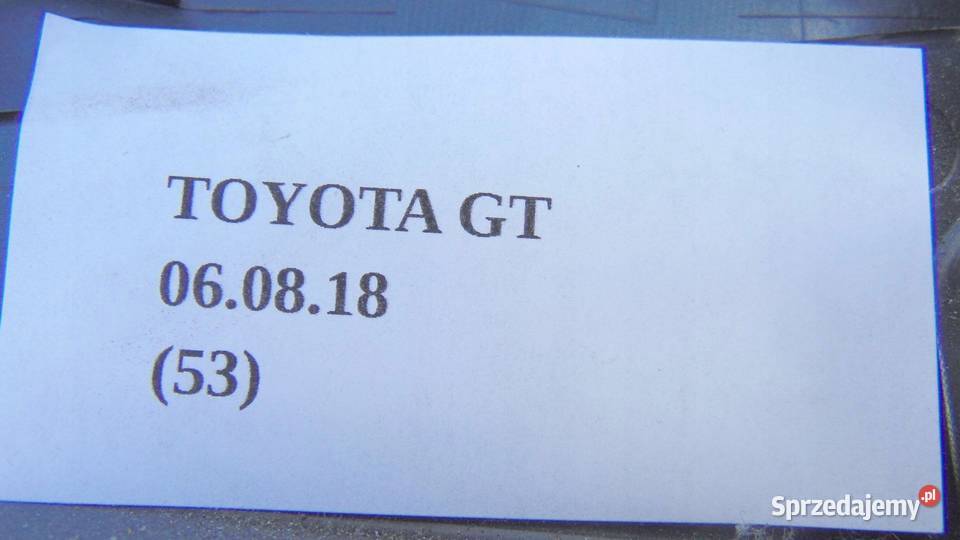 TOYOTA GT
06.08.18
(53)
Sprzedajemy.pl